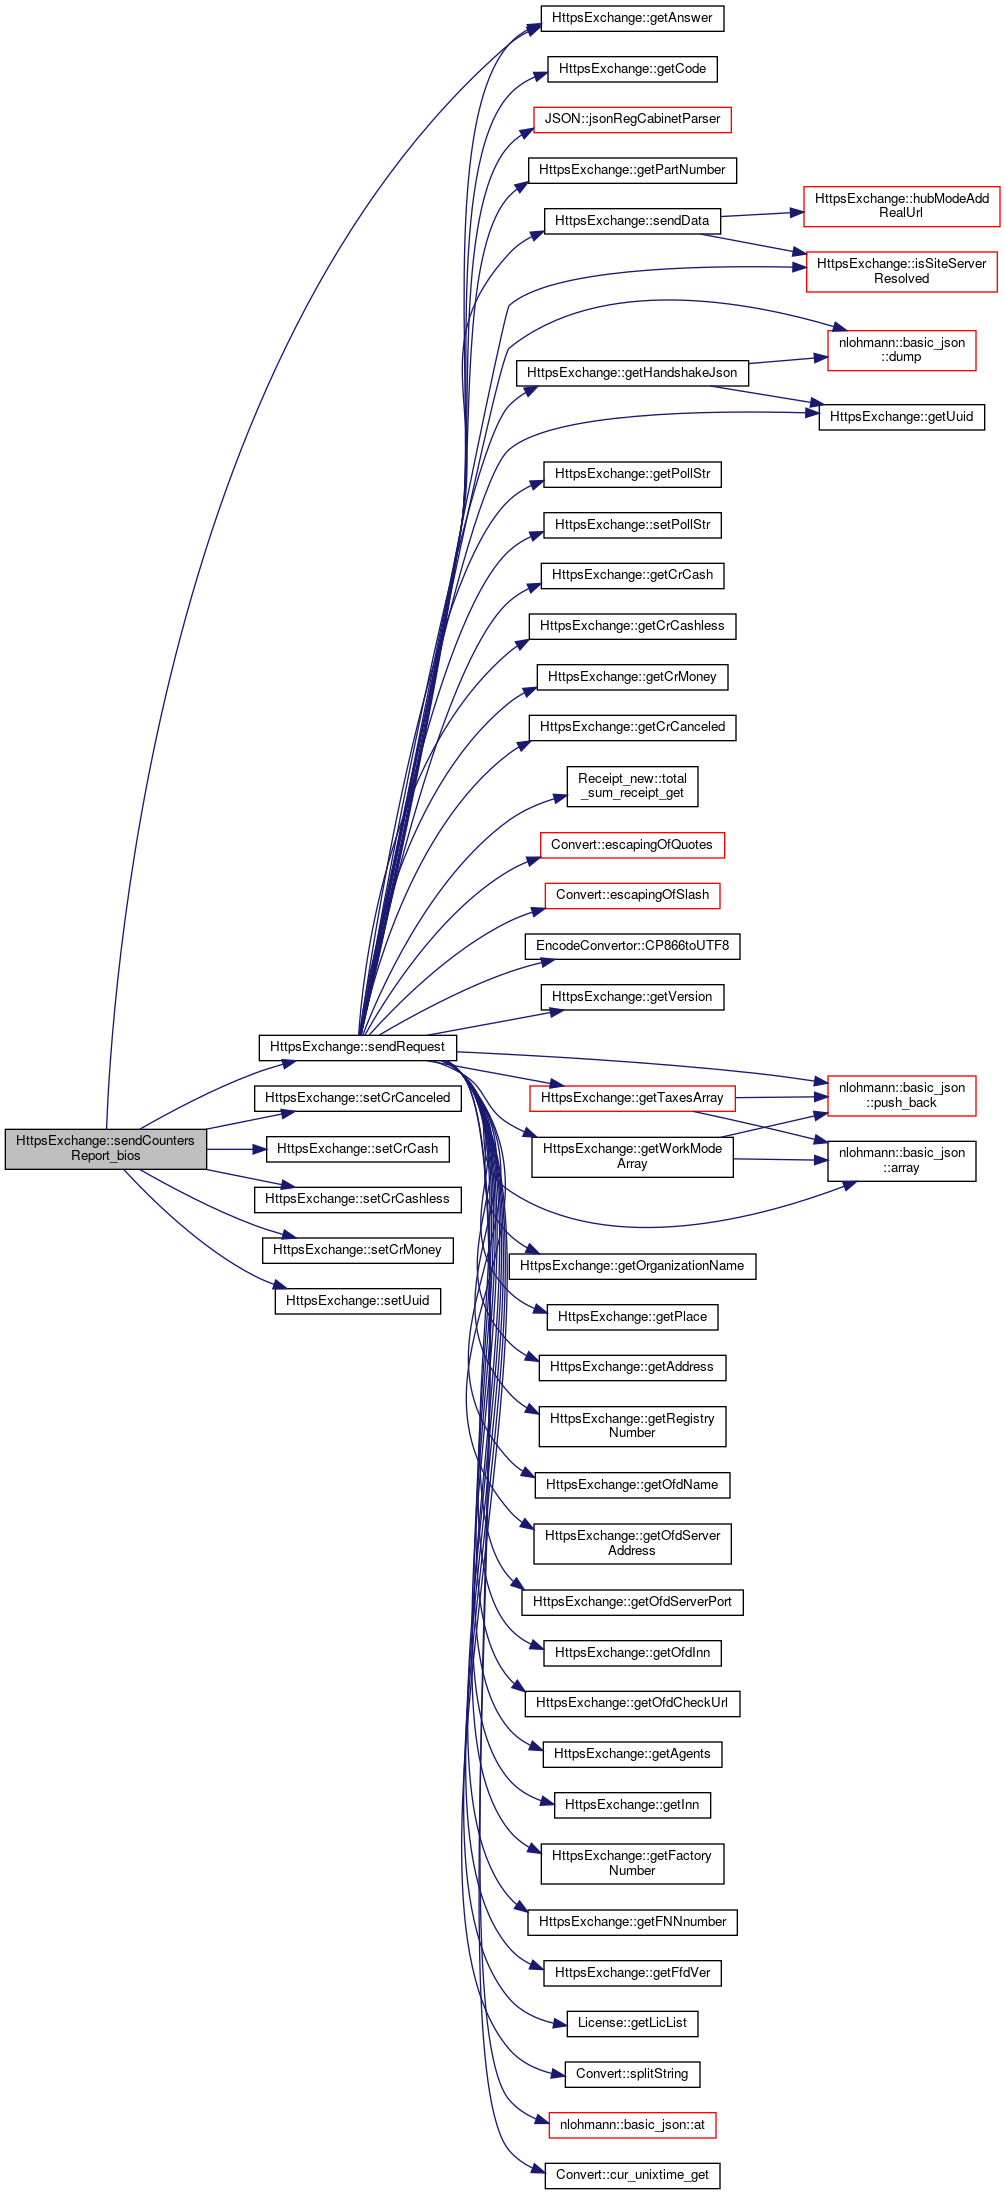 HttpsExchange::getAnswer
HttpsExchange::getCode
JSON::jsonRegCabinetParser
HttpsExchange::getPartNumber
HttpsExchange::hubModeAdd
RealUrl
HttpsExchange::sendData
HttpsExchange::isSiteServer
Resolved
nlohmann::basic_json
::dump
HttpsExchange::getHandshakeJson
HttpsExchange::getUuid
HttpsExchange::getPollStr
HttpsExchange::setPollStr
HttpsExchange::getCrCash
HttpsExchange::getCrCashless
HttpsExchange::getCrMoney
HttpsExchange::getCrCanceled
Receipt_new::total
_sum_receipt_get
Convert::escapingOfQuotes
Convert::escapingOfSlash
EncodeConvertor::CP866toUTF8
HttpsExchange::getVersion
HttpsExchange::sendRequest
nlohmann::basic_json
::push_back
HttpsExchange::getTaxesArray
HttpsExchange::setCrCanceled
HttpsExchange::sendCounters
Report_bios
HttpsExchange::setCrCash
HttpsExchange::getWorkMode
Array
nlohmann::basic_json
::array
HttpsExchange::setCrCashless
HttpsExchange::setCrMoney
HttpsExchange::getOrganizationName
HttpsExchange::setUuid
HttpsExchange::getPlace
HttpsExchange::getAddress
HttpsExchange::getRegistry
Number
HttpsExchange::getOfdName
HttpsExchange::getOfdServer
Address
HttpsExchange::getOfdServerPort
HttpsExchange::getOfdInn
HttpsExchange::getOfdCheckUrl
HttpsExchange::getAgents
HttpsExchange::getInn
HttpsExchange::getFactory
Number
HttpsExchange::getFNNnumber
HttpsExchange::getFfdVer
License::getLicList
Convert::splitString
nlohmann::basic_json::at
Convert::cur_unixtime_get